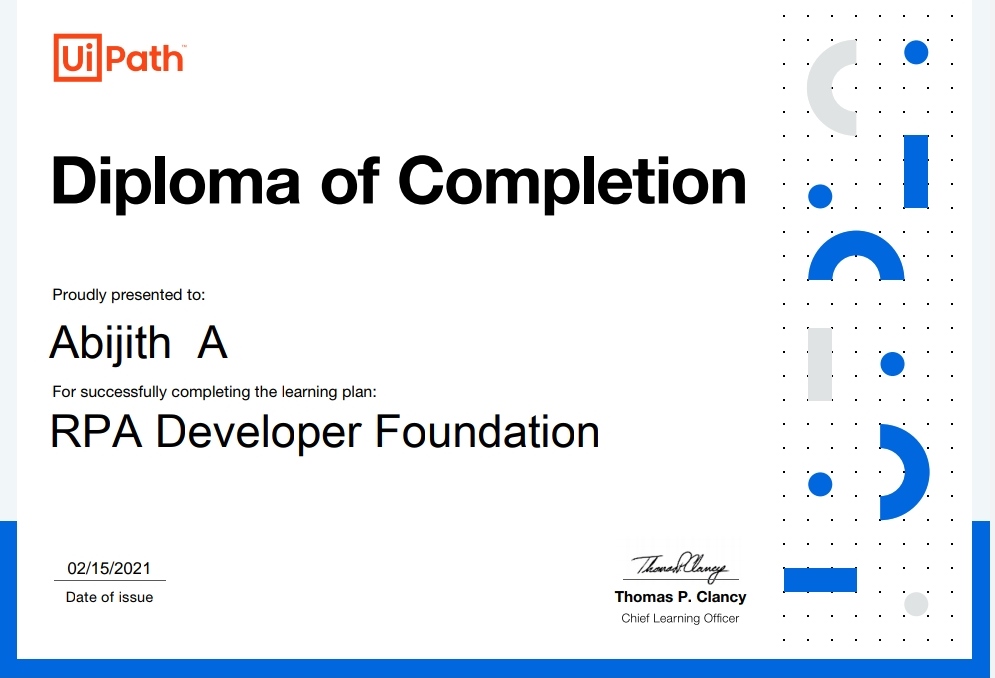 UiPath™
Diploma of Completion
Proudly presented to:
Abijith A
For successfully completing the learning plan:
RPA Developer Foundation
02/15/2021
Date of issue
Thomas P. Clancy
Thomas P. Clancy
Chief Learning Officer